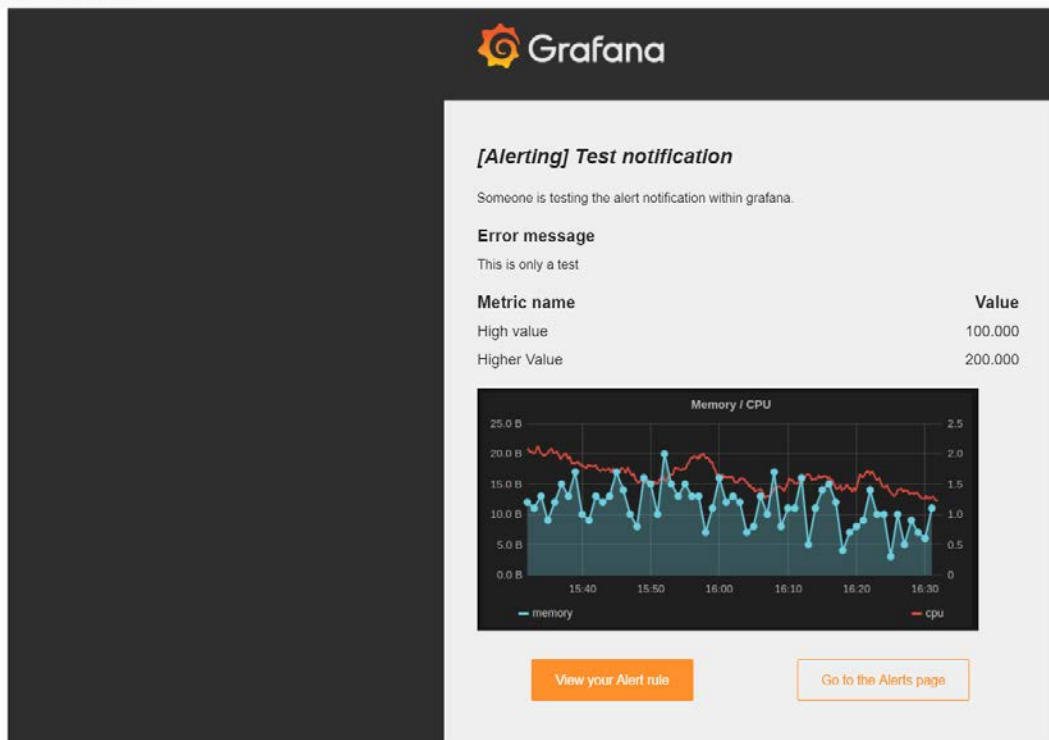 Grafana
[Alerting] Test notification
Someone is testing the alert notification within grafana.
Error message
This is only a test
Metric name Value
High value 100.000
Higher Value 200.000
Memory / CPU
25.0 B 2.5
20.0 B 2.0
15.0 B 1.5
10.0 B 1.0
5.0 B 0.5
0.0 B 0
15:40 15:50 16:00 16:10 16:20 16:30
memory cpu
View your Alert rule Go to the Alerts page